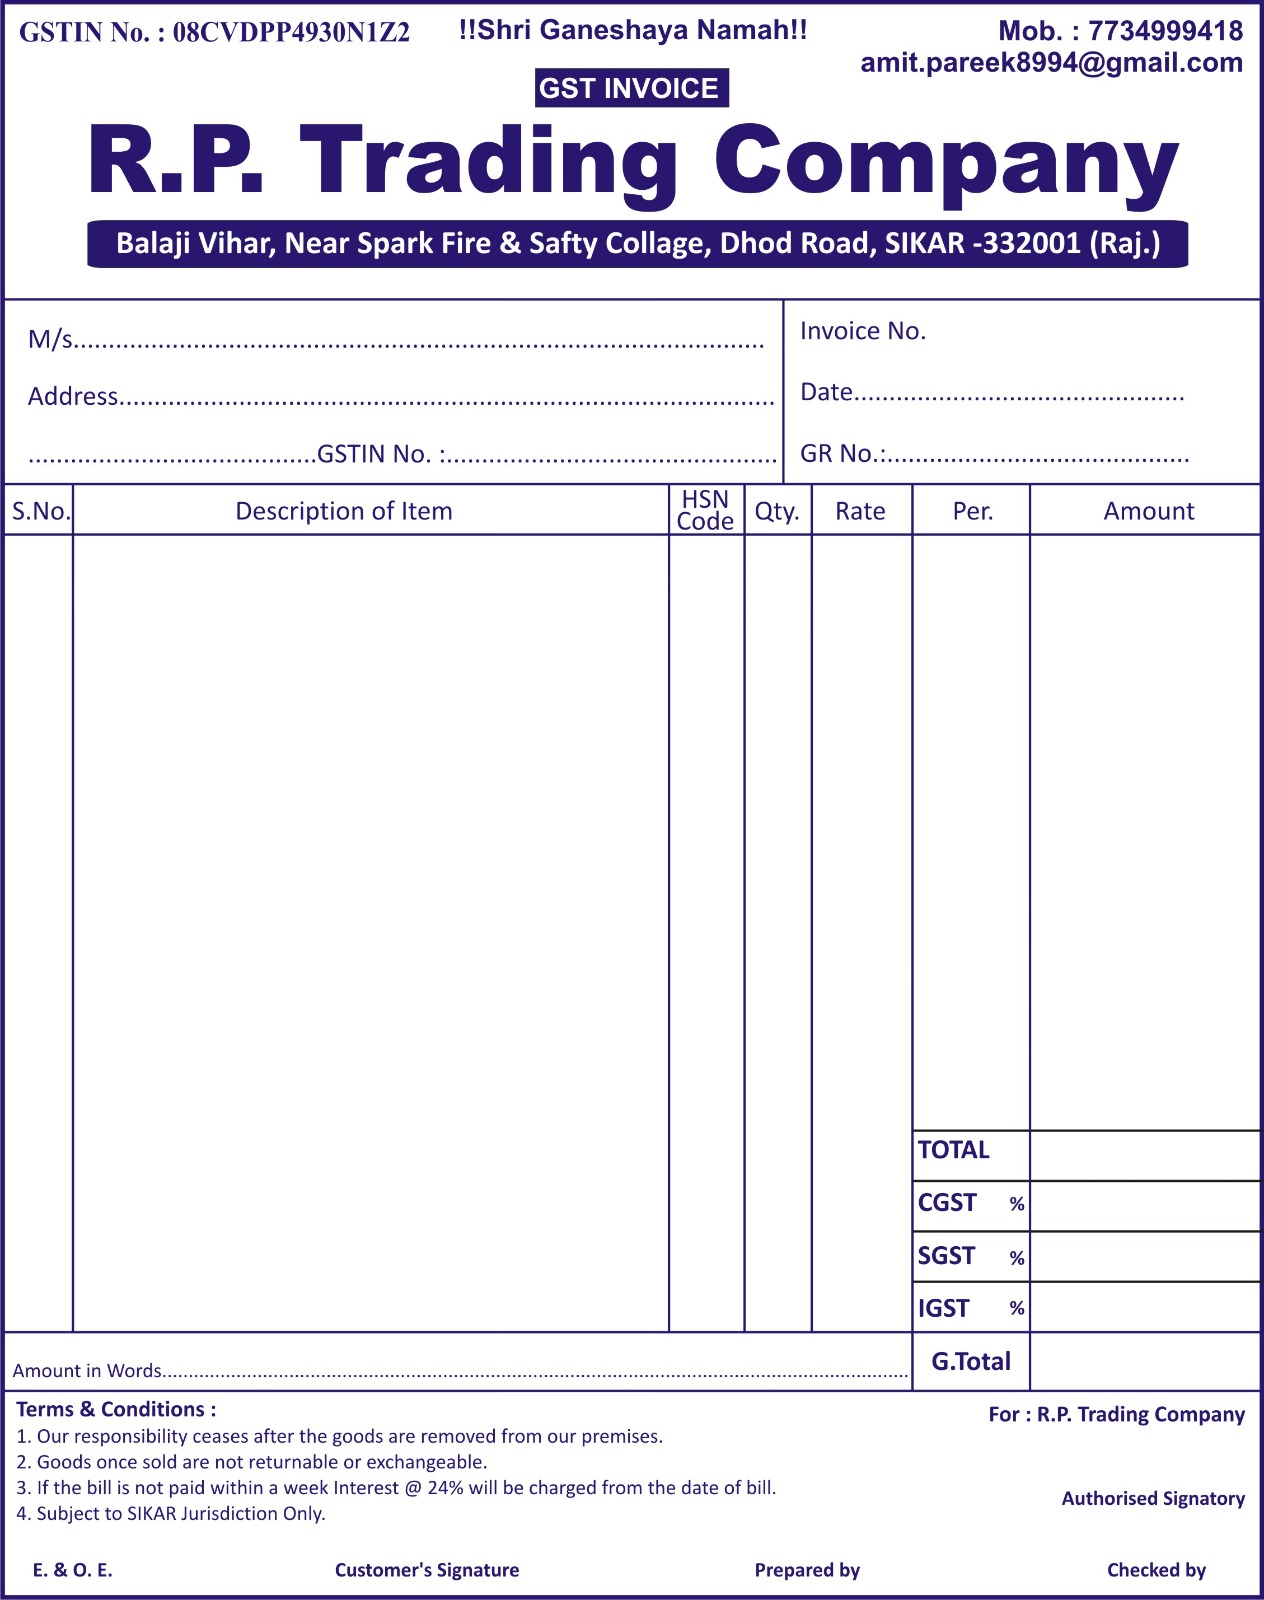 GSTIN No. : 08CVDPP4930N1Z2 !!Shri Ganeshaya Namah!! Mob. : 7734999418
amit.pareek8994@gmail.com
GST INVOICE
R.P. Trading Company
Balaji Vihar, Near Spark Fire & Safty Collage, Dhod Road, SIKAR -332001 (Raj.)
M/s..................................................................................................
Address............................................................................................
.........................................GSTIN No. :...............................................
Invoice No.
Date...............................................
GR No.:...........................................
S.No. Description of Item HSN Code Qty. Rate Per. Amount
TOTAL
CGST %
SGST %
IGST %
Amount in Words............................................................................................................................................ G.Total
Terms & Conditions :
1. Our responsibility ceases after the goods are removed from our premises.
2. Goods once sold are not returnable or exchangeable.
3. If the bill is not paid within a week Interest @ 24% will be charged from the date of bill.
4. Subject to SIKAR Jurisdiction Only.
For : R.P. Trading Company
Authorised Signatory
E. & O. E. Customer's Signature Prepared by Checked by